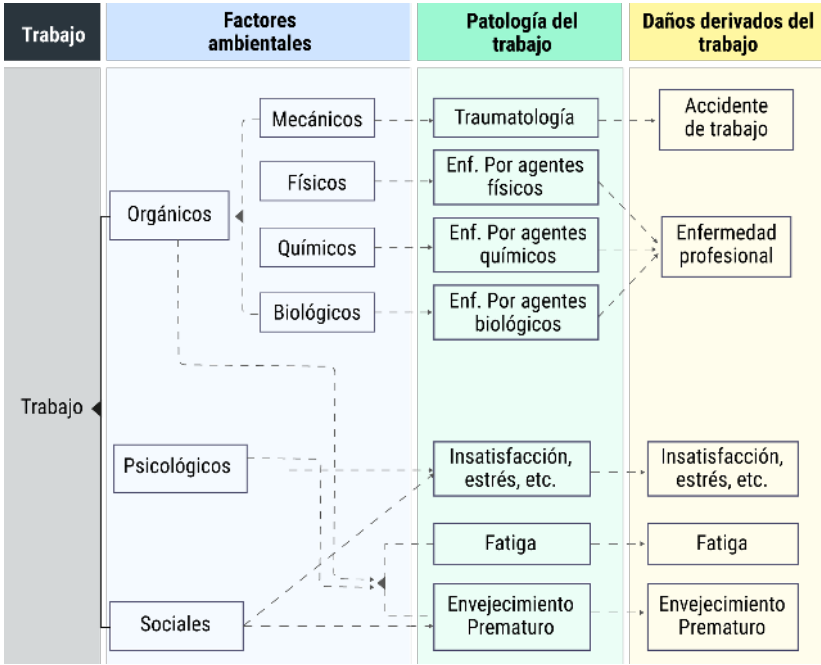 Trabajo
Factores
ambientales
Patología del
trabajo
Daños derivados del
trabajo
Mecánicos
Traumatología
Accidente
de trabajo
Físicos
Enf. Por agentes
físicos
Orgánicos
Químicos
Enf. Por agentes
químicos
Enfermedad
profesional
Biológicos
Enf. Por agentes
biológicos
Trabajo
Psicológicos
Insatisfacción,
estrés, etc.
Insatisfacción,
estrés, etc.
Fatiga
Fatiga
Sociales
Envejecimiento
Prematuro
Envejecimiento
Prematuro